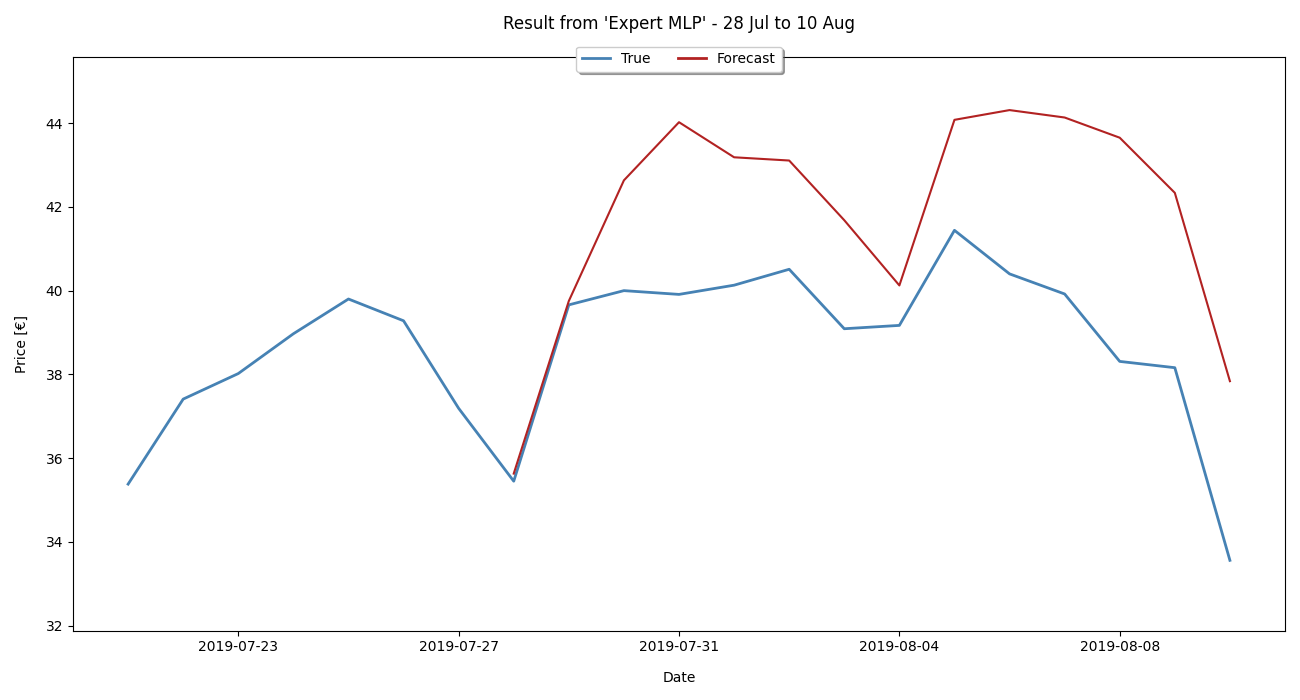 Result from 'Expert MLP' - 28 Jul to 10 Aug
True Forecast
44
42
40
38
36
34
32
Price [€]
2019-07-23 2019-07-27 2019-07-31 2019-08-04 2019-08-08
Date